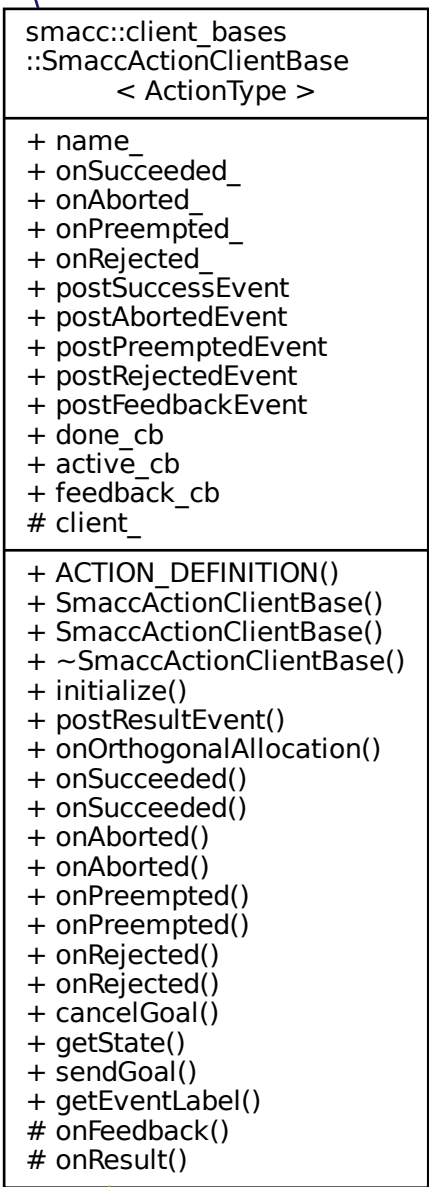 smacc::client_bases
::SmaccActionClientBase
< ActionType >
+ name_
+ onSucceeded_
+ onAborted_
+ onPreempted_
+ onRejected_
+ postSuccessEvent
+ postAbortedEvent
+ postPreemptedEvent
+ postRejectedEvent
+ postFeedbackEvent
+ done_cb
+ active_cb
+ feedback_cb
# client_
+ ACTION_DEFINITION()
+ SmaccActionClientBase()
+ SmaccActionClientBase()
+ ~SmaccActionClientBase()
+ initialize()
+ postResultEvent()
+ onOrthogonalAllocation()
+ onSucceeded()
+ onSucceeded()
+ onAborted()
+ onAborted()
+ onPreempted()
+ onPreempted()
+ onRejected()
+ onRejected()
+ cancelGoal()
+ getState()
+ sendGoal()
+ getEventLabel()
# onFeedback()
# onResult()